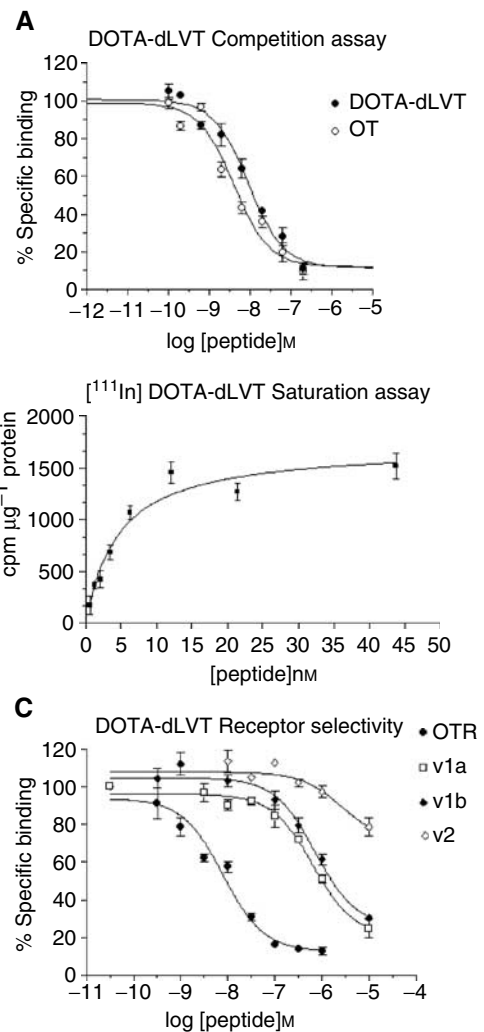 A
DOTA-dLVT Competition assay
120
100
80
60
40
20
0
% Specific binding
DOTA-dLVT
OT
−12 −11 −10 −9 −8 −7 −6 −5
log [peptide]M
[¹¹¹In] DOTA-dLVT Saturation assay
2000
1500
1000
500
0
cpm µg⁻¹ protein
0 5 10 15 20 25 30 35 40 45 50
[peptide]nM
C
DOTA-dLVT Receptor selectivity
120
100
80
60
40
20
0
% Specific binding
OTR
v1a
v1b
v2
−11 −10 −9 −8 −7 −6 −5 −4
log [peptide]M